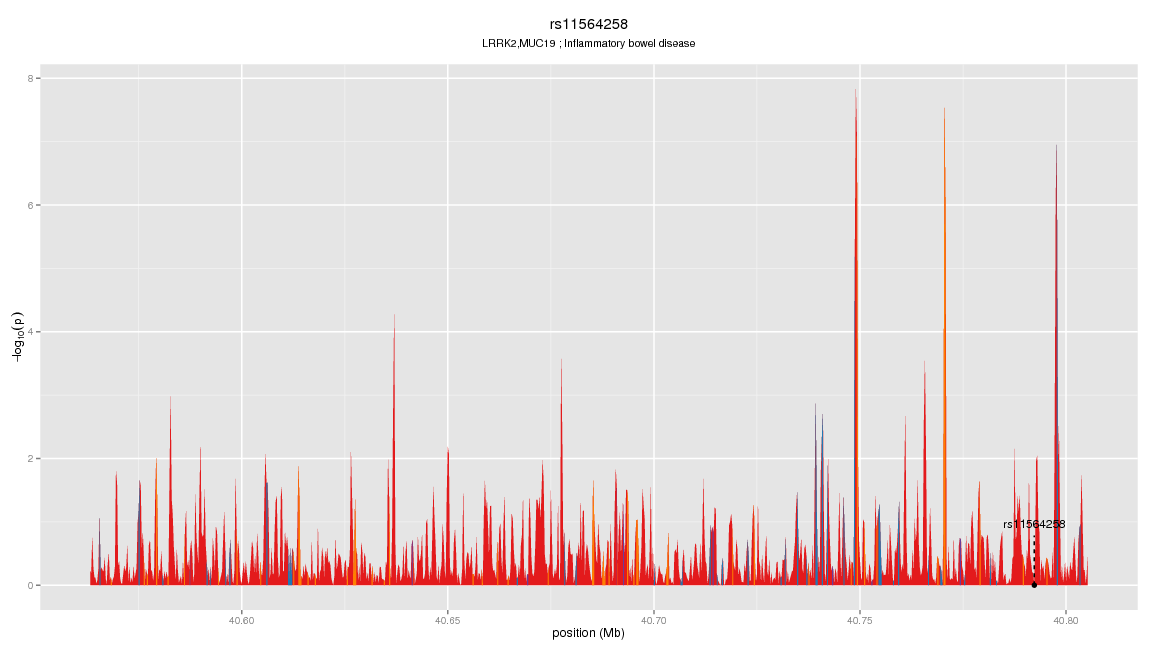 rs11564258
LRRK2,MUC19 ; Inflammatory bowel disease
8
6
4
2
0
−log10(p)
rs11564258
40.60 40.65 40.70 40.75 40.80
position (Mb)